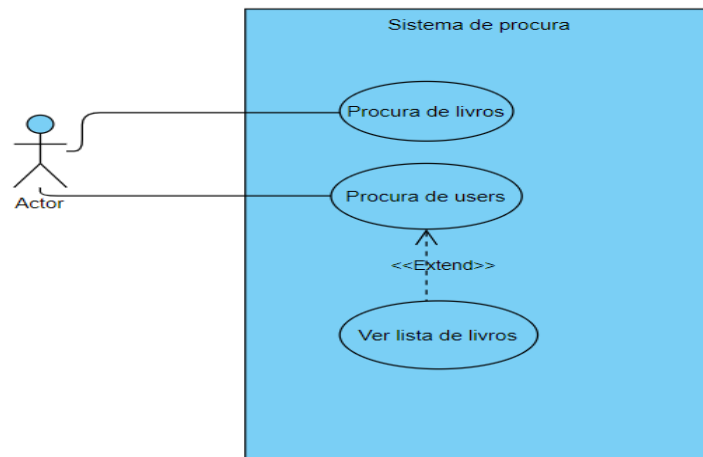 Sistema de procura
Procura de livros
Actor
Procura de users
<<Extend>>
Ver lista de livros